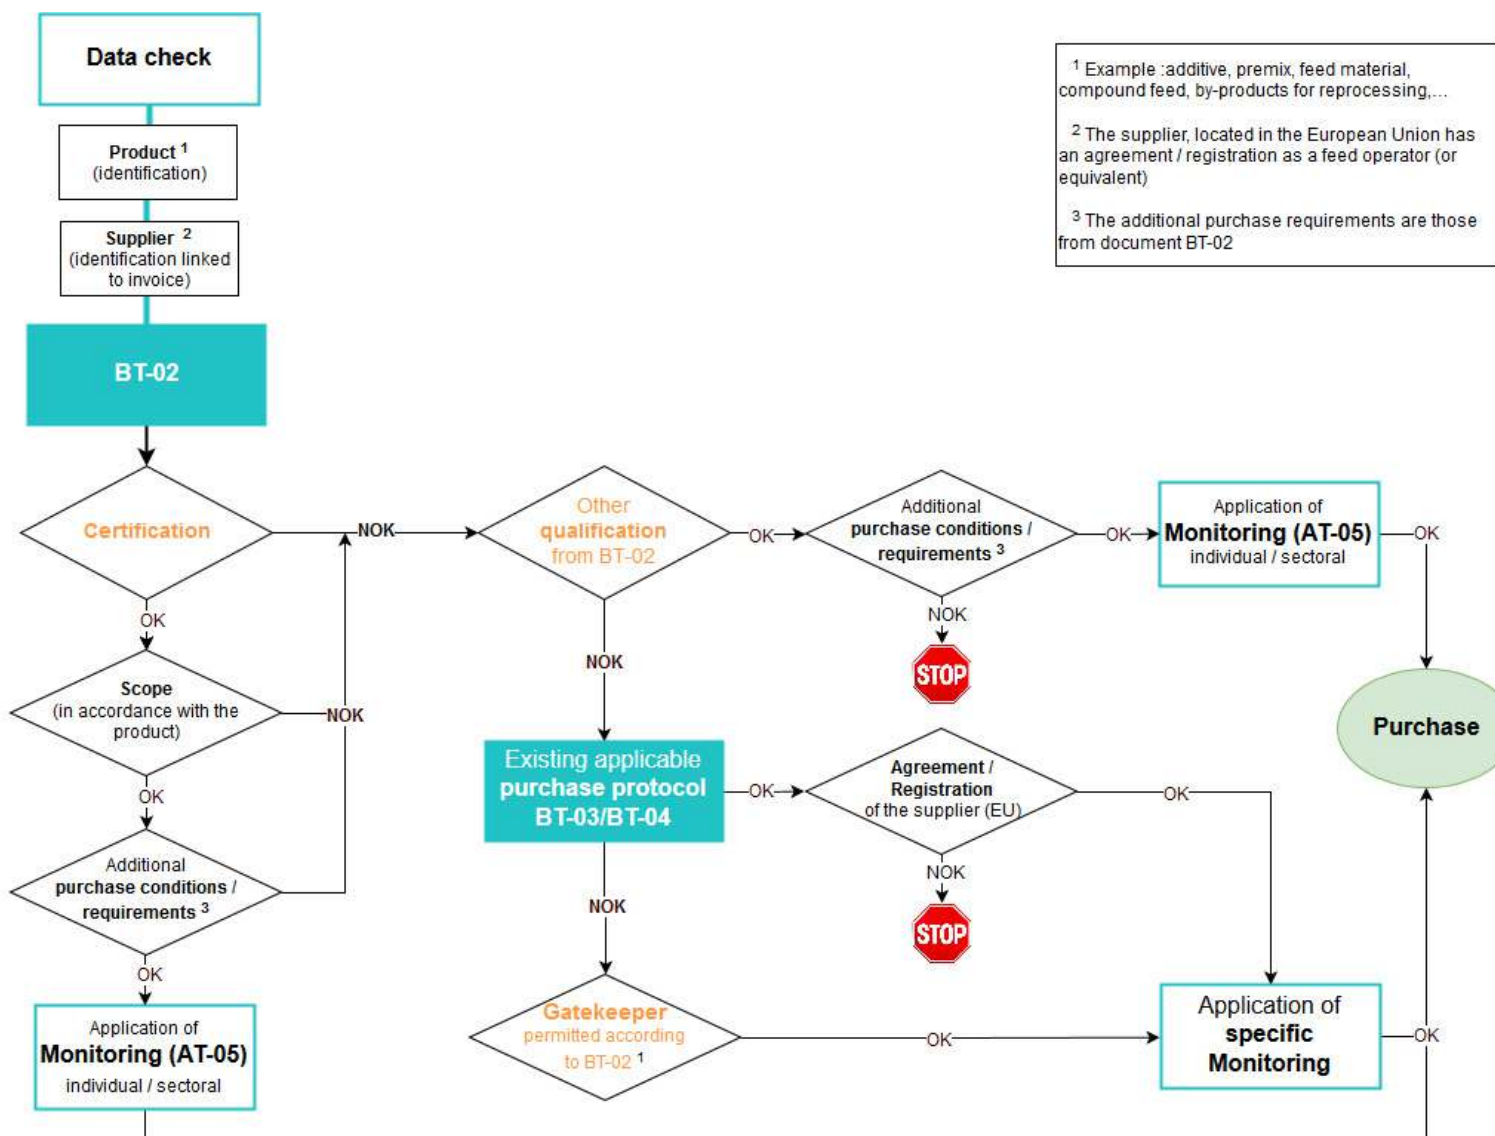 Data check
Product 1
(identification)
Supplier 2
(identification linked
to invoice)
BT-02
1 Example :additive, premix, feed material,
compound feed, by-products for reprocessing,...
2 The supplier, located in the European Union has
an agreement / registration as a feed operator (or
equivalent)
3 The additional purchase requirements are those
from document BT-02
Certification
NOK
Other
qualification
from BT-02
OK
Additional
purchase conditions /
requirements 3
OK
Application of
Monitoring (AT-05)
individual / sectoral
OK
OK
NOK
STOP
NOK
Scope
(in accordance with the
product)
NOK
Purchase
OK
Existing applicable
purchase protocol
BT-03/BT-04
OK
Agreement /
Registration
of the supplier (EU)
OK
NOK
STOP
Additional
purchase conditions /
requirements 3
NOK
OK
Gatekeeper
permitted according
to BT-02 1
OK
Application of
specific
Monitoring
OK
Application of
Monitoring (AT-05)
individual / sectoral